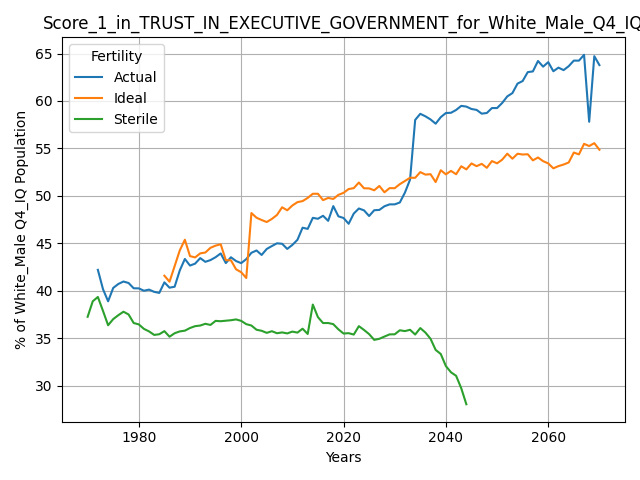 Score_1_in_TRUST_IN_EXECUTIVE_GOVERNMENT_for_White_Male_Q4_IQ
Fertility
Actual
Ideal
Sterile
% of White_Male Q4_IQ Population
65
60
55
50
45
40
35
30
1980 2000 2020 2040 2060
Years